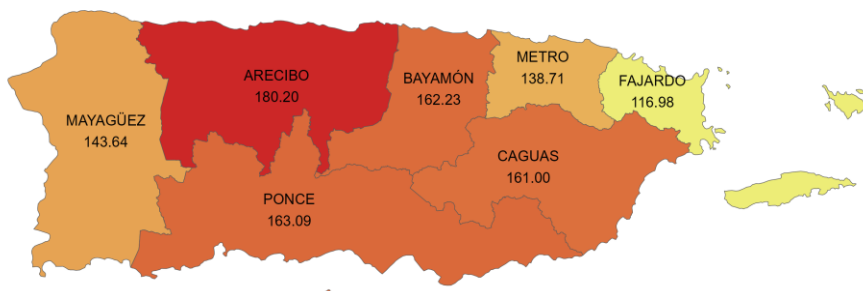 METRO
138.71
ARECIBO
180.20
BAYAMÓN
162.23
FAJARDO
116.98
MAYAGÜEZ
143.64
CAGUAS
161.00
PONCE
163.09